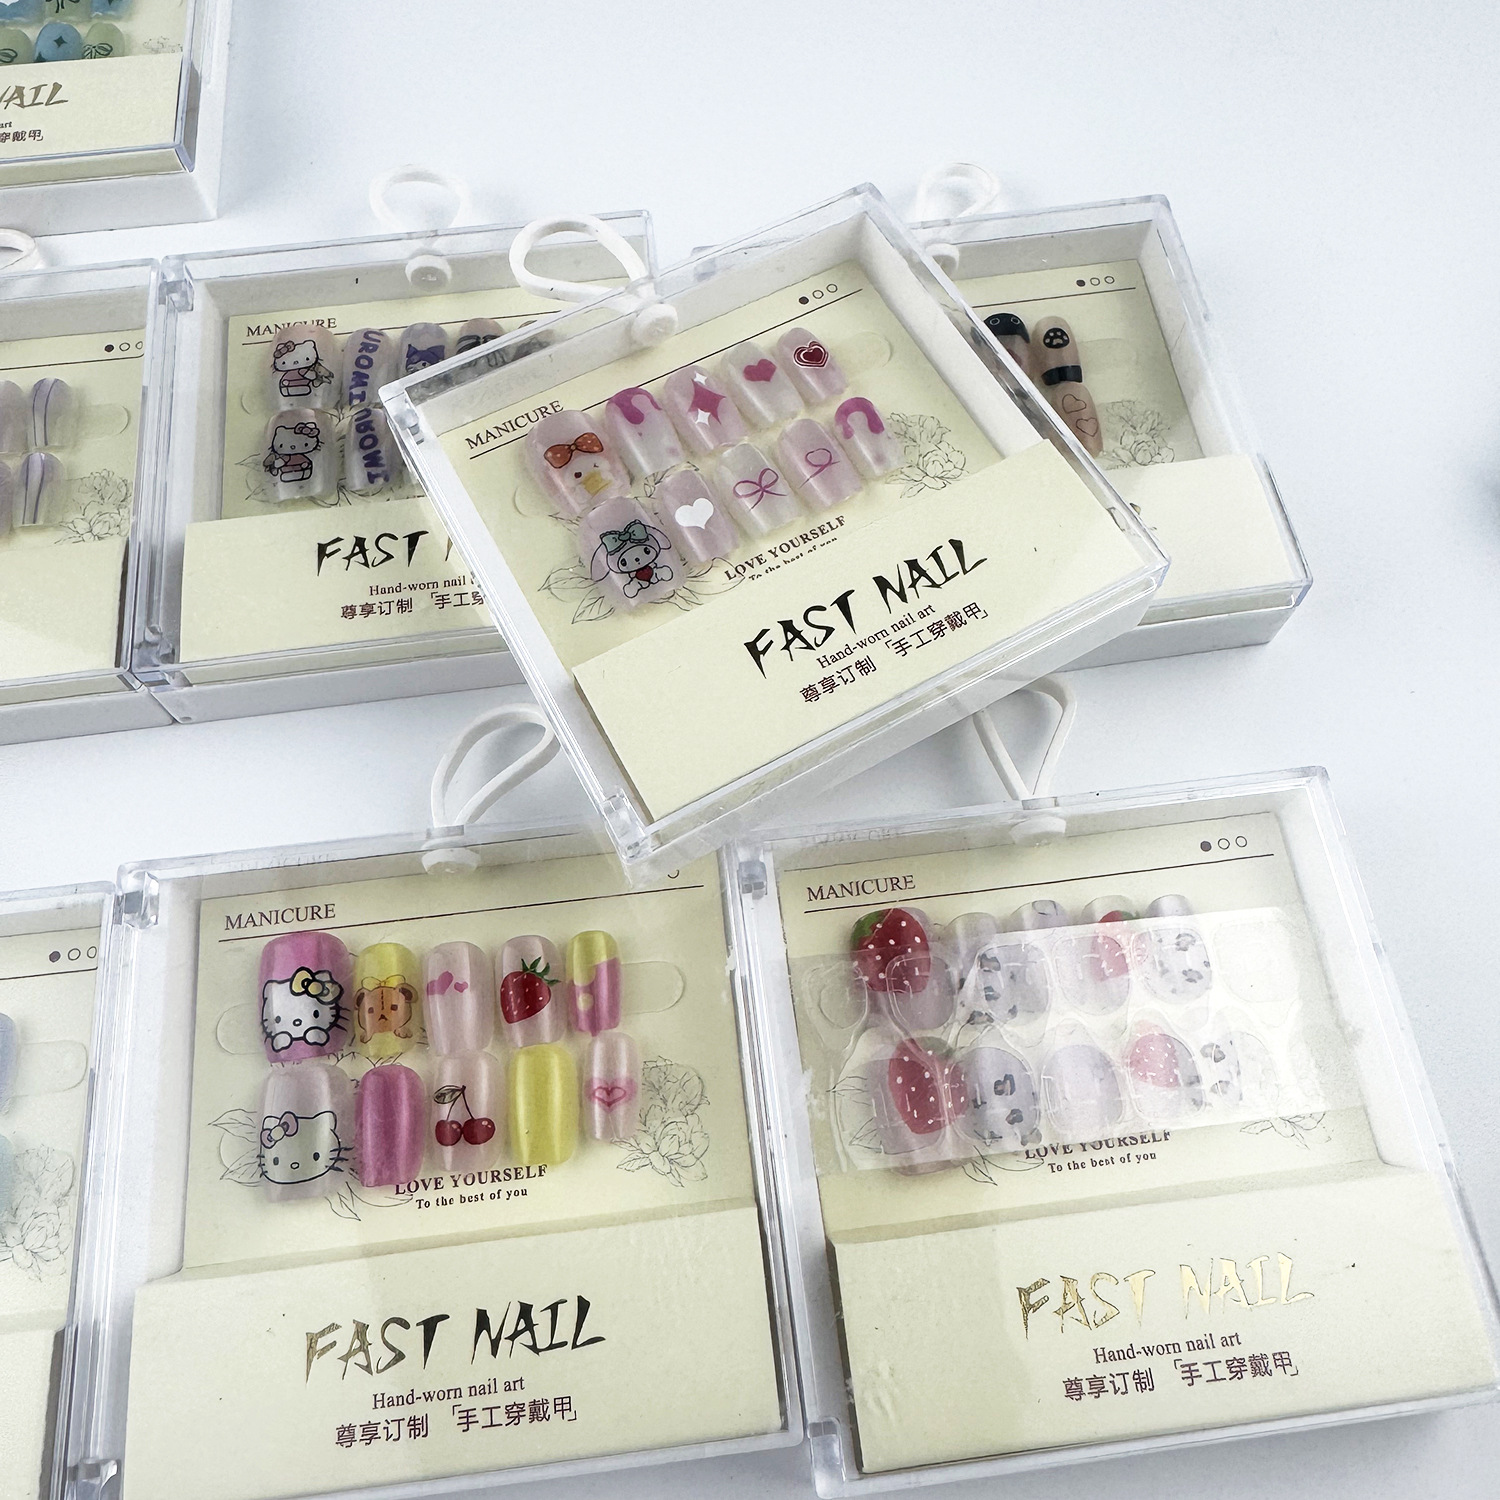 NAIL
art
穿戴甲」
MANICURE
UROMI
KUROMI
FAST
Hand-worn nail
尊享订制「手工穿
MANICURE
LOVE YOURSELF
To the best of you
FAST NAIL
Hand-worn nail art
尊享订制「手工穿戴甲」
MANICURE
LOVE YOURSELF
To the best of you
FAST NAIL
Hand-worn nail art
尊享订制「手工穿戴甲」
MANICURE
LOVE YOURSELF
To the best of you
FAST NAIL
Hand-worn nail art
尊享订制「手工穿戴甲」